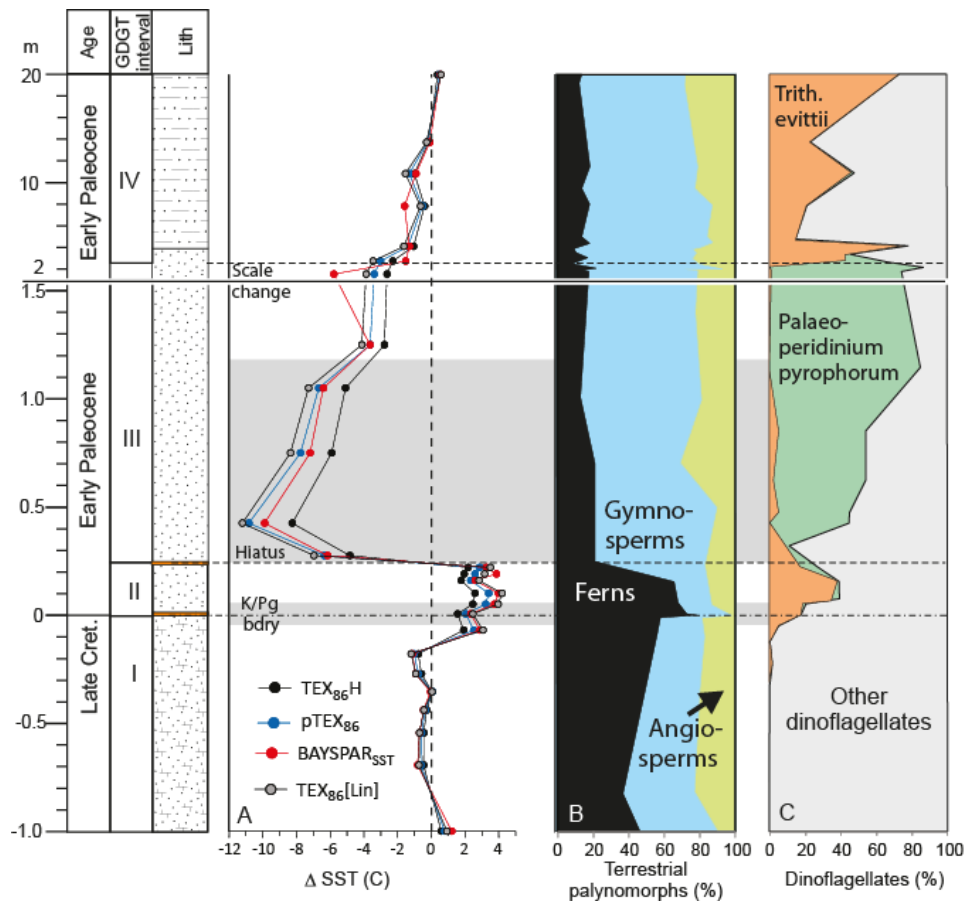 m
Age
GDGT
interval
Lith
20
10
2
1.5
1.0
0.5
0
-0.5
-1.0
Early Paleocene
Early Paleocene
Late Cret.
IV
III
II
I
Scale
change
Hiatus
K/Pg
bdry
TEX₈₆H
pTEX₈₆
BAYSPAR_SST
TEX₈₆[Lin]
A
-12 -10 -8 -6 -4 -2 0 2 4
Δ SST (C)
Gymno-
sperms
Ferns
Angio-
sperms
B
0 20 40 60 80 100
Terrestrial
palynomorphs (%)
Trith.
evittii
Palaeo-
peridinium
pyrophorum
Other
dinoflagellates
C
0 20 40 60 80 100
Dinoflagellates (%)